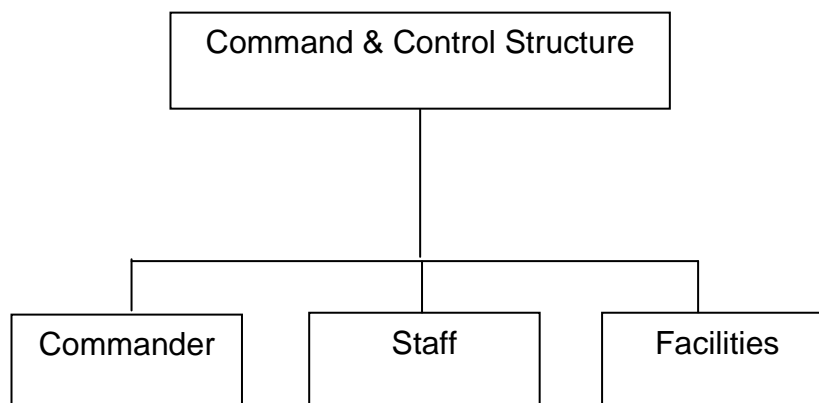 Command & Control Structure
Commander
Staff
Facilities